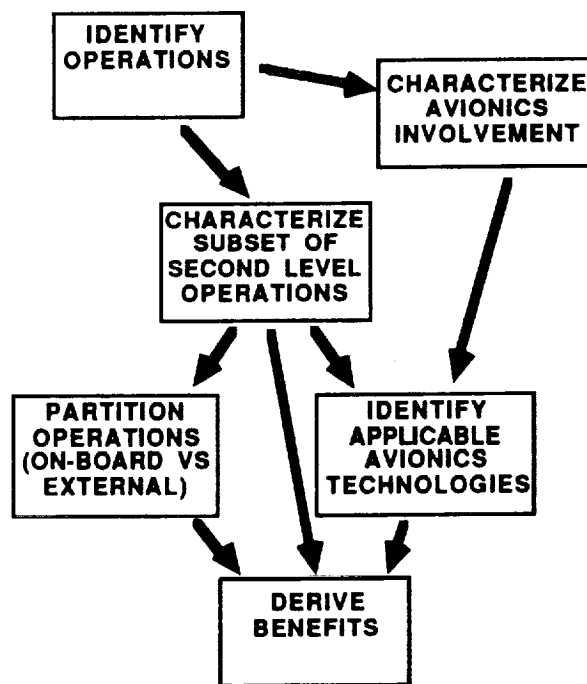 IDENTIFY
OPERATIONS
CHARACTERIZE
AVIONICS
INVOLVEMENT
CHARACTERIZE
SUBSET OF
SECOND LEVEL
OPERATIONS
PARTITION
OPERATIONS
(ON-BOARD VS
EXTERNAL)
IDENTIFY
APPLICABLE
AVIONICS
TECHNOLOGIES
DERIVE
BENEFITS